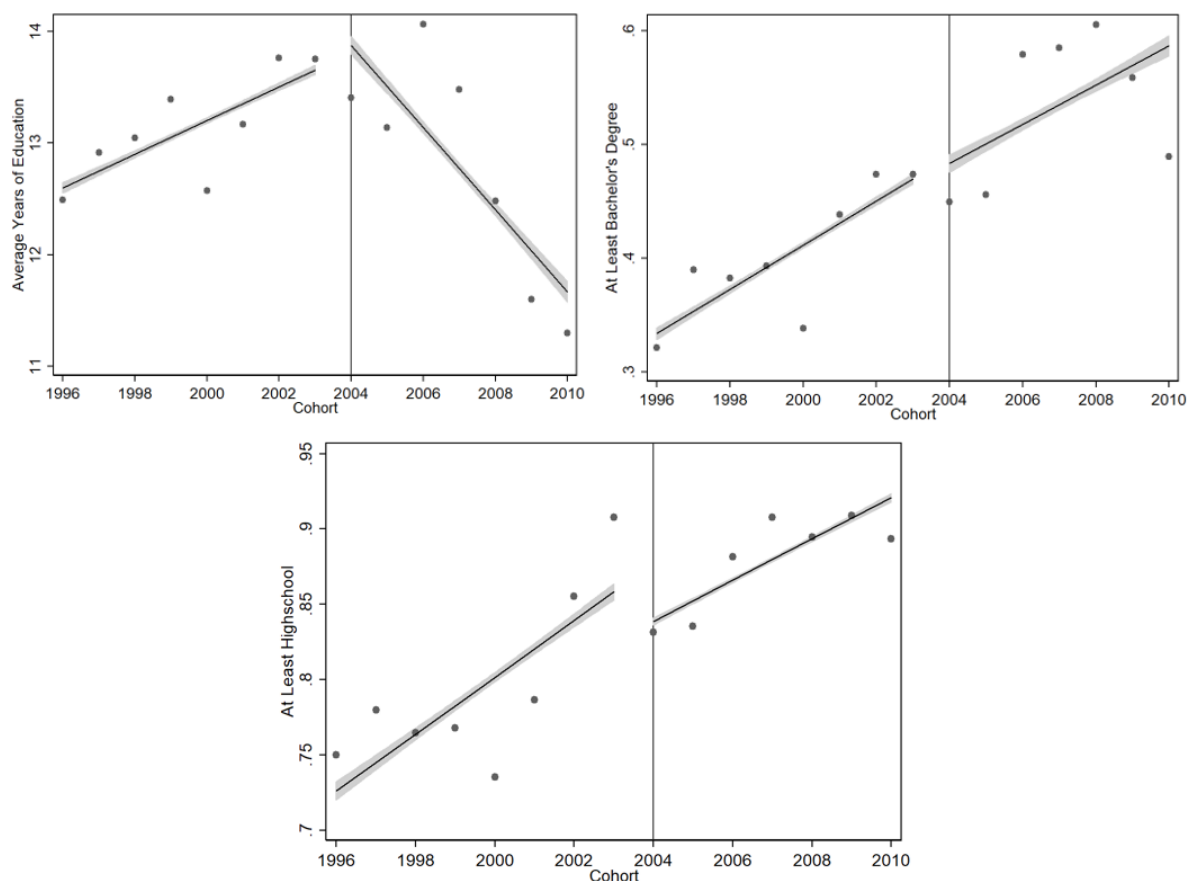 Average Years of Education
14
13
12
11
1996 1998 2000 2002 2004 2006 2008 2010
Cohort
At Least Bachelor's Degree
.6
.5
.4
.3
1996 1998 2000 2002 2004 2006 2008 2010
Cohort
At Least Highschool
.95
.9
.85
.8
.75
.7
1996 1998 2000 2002 2004 2006 2008 2010
Cohort